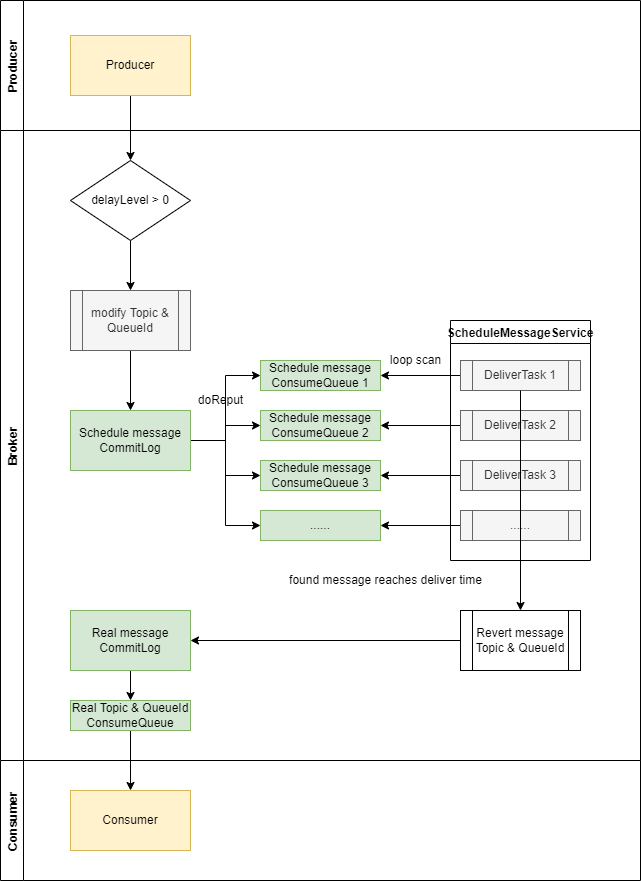 Producer
Producer
Broker
delayLevel > 0
modify Topic &
QueueId
ScheduleMessageService
Schedule message
ConsumeQueue 1
loop scan
DeliverTask 1
doReput
Schedule message
CommitLog
Schedule message
ConsumeQueue 2
DeliverTask 2
Schedule message
ConsumeQueue 3
DeliverTask 3
......
......
found message reaches deliver time
Real message
CommitLog
Revert message
Topic & QueueId
Real Topic & QueueId
ConsumeQueue
Consumer
Consumer